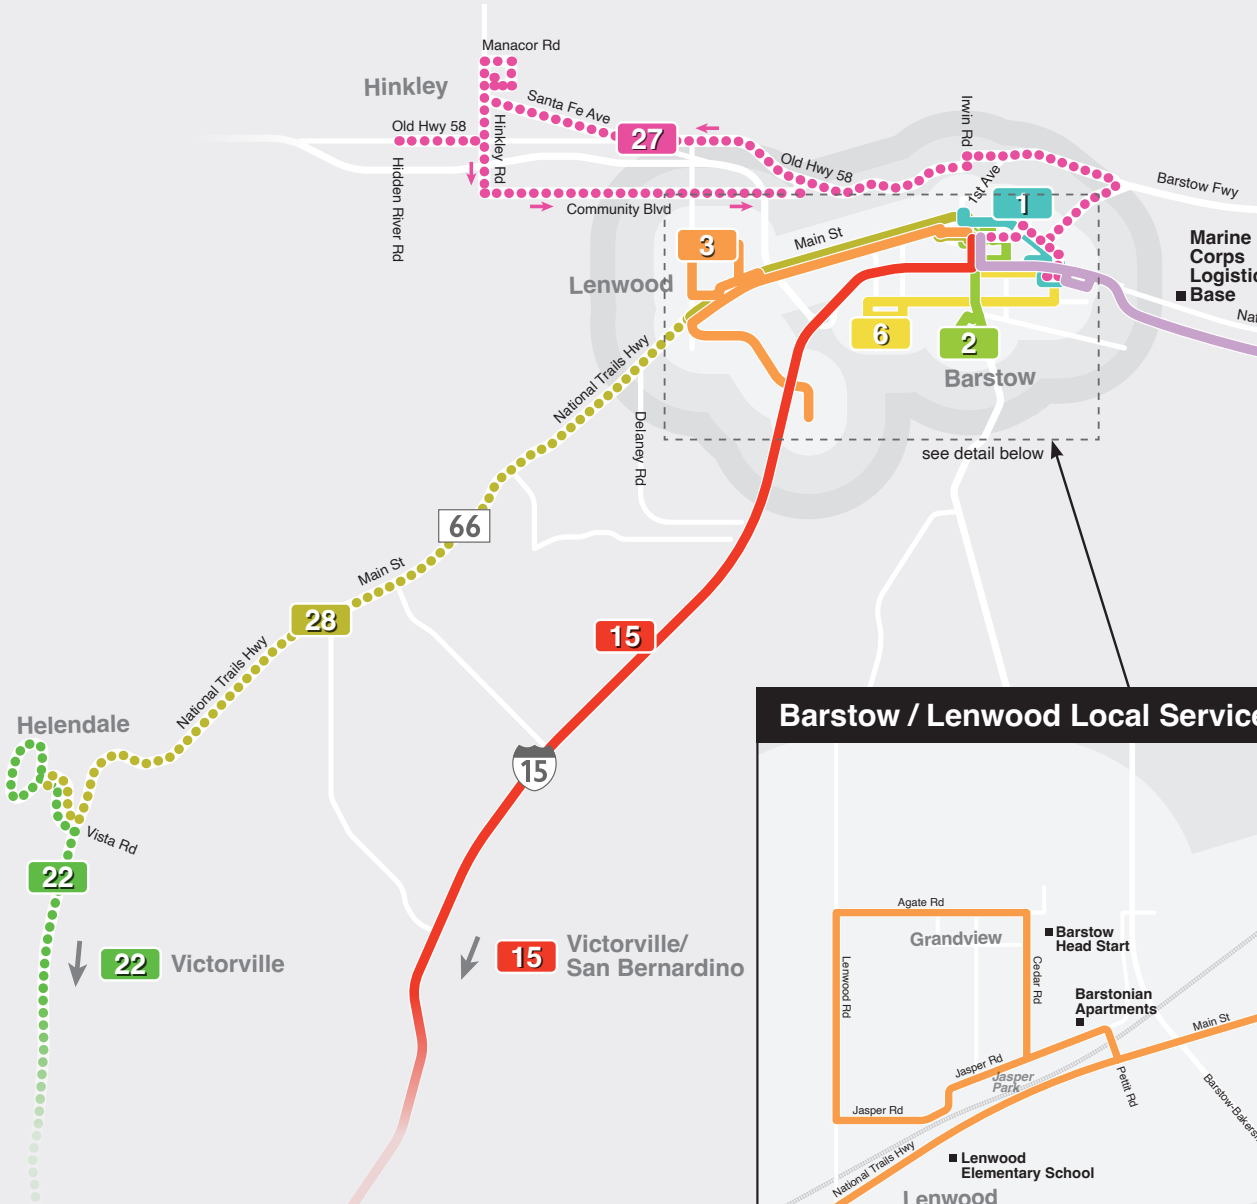 Manacor Rd
Hinkley
Santa Fe Ave
Old Hwy 58
27
Hinkley Rd
Hidden River Rd
Community Blvd
Old Hwy 58
Irwin Rd
1st Ave
1
Barstow Fwy
Marine
Corps
Logistic
Base
Nat
3
Main St
Lenwood
6
2
Barstow
National Trails Hwy
Delaney Rd
see detail below
66
Main St
28
15
National Trails Hwy
Helendale
15
Vista Rd
22
22 Victorville
15 Victorville/
San Bernardino
Barstow / Lenwood Local Service
Agate Rd
Grandview
Barstow
Head Start
Lenwood Rd
Cedar Rd
Barstonian
Apartments
Main St
Jasper Rd
Jasper
Park
Pettit Rd
Jasper Rd
Barstow-Bakers
National Trails Hwy
Lenwood
Elementary School
Lenwood